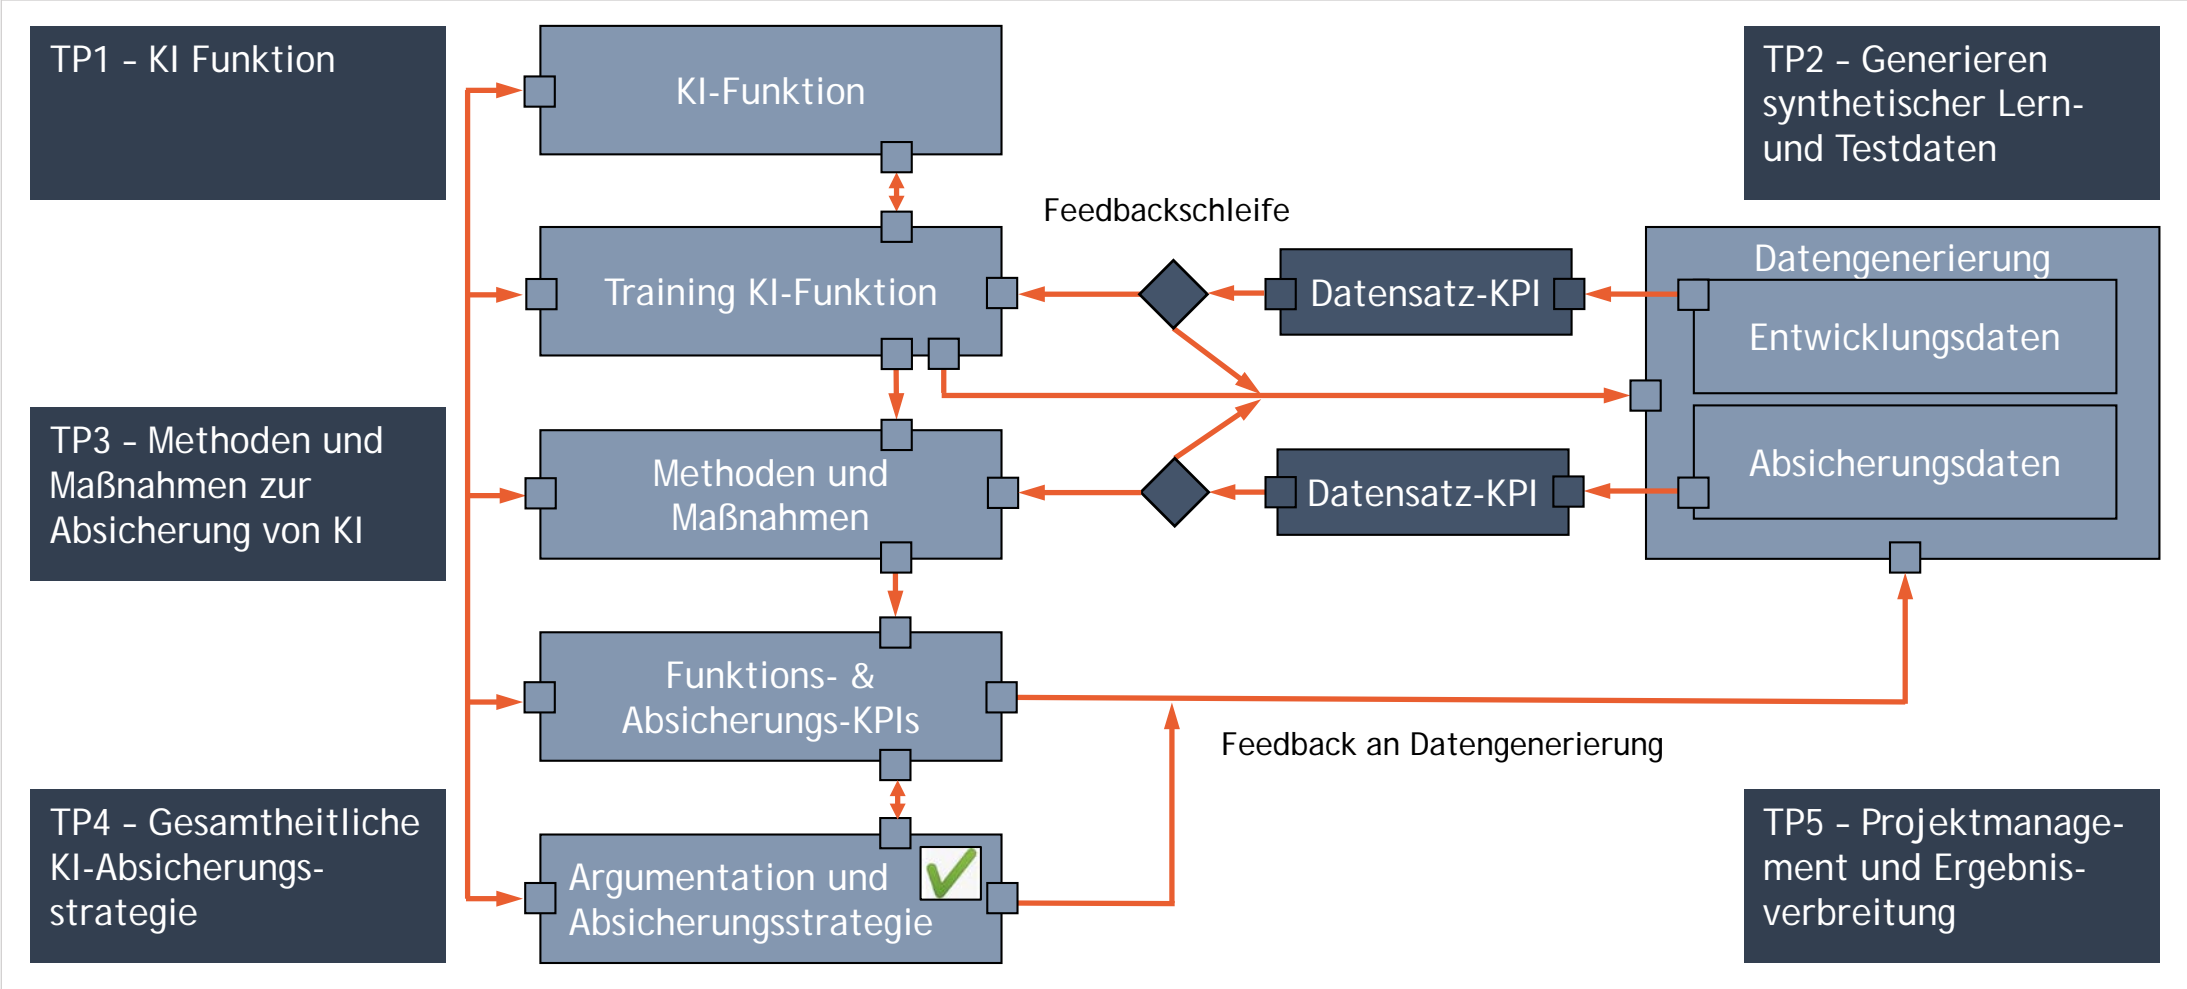 TP1 – KI Funktion
KI-Funktion
TP2 – Generieren
synthetischer Lern-
und Testdaten
Feedbackschleife
Training KI-Funktion
Datensatz-KPI
Datengenerierung
Entwicklungsdaten
Absicherungsdaten
TP3 – Methoden und
Maßnahmen zur
Absicherung von KI
Methoden und
Maßnahmen
Datensatz-KPI
Funktions- &
Absicherungs-KPIs
Feedback an Datengenerierung
TP4 – Gesamtheitliche
KI-Absicherungs-
strategie
Argumentation und
Absicherungsstrategie
TP5 – Projektmanage-
ment und Ergebnis-
verbreitung